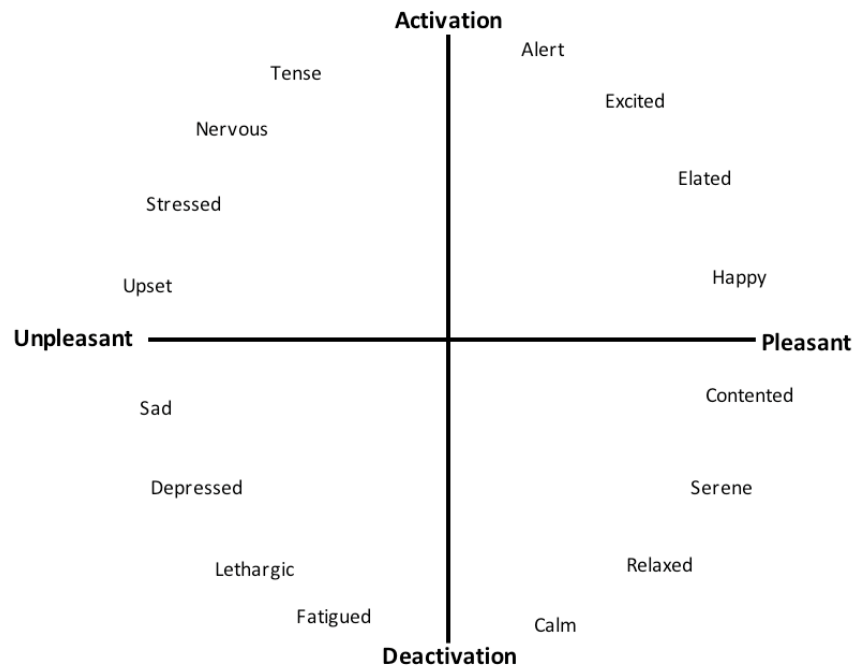 Activation
Alert
Tense
Excited
Nervous
Elated
Stressed
Happy
Upset
Unpleasant
Pleasant
Contented
Sad
Depressed
Serene
Relaxed
Lethargic
Fatigued
Calm
Deactivation